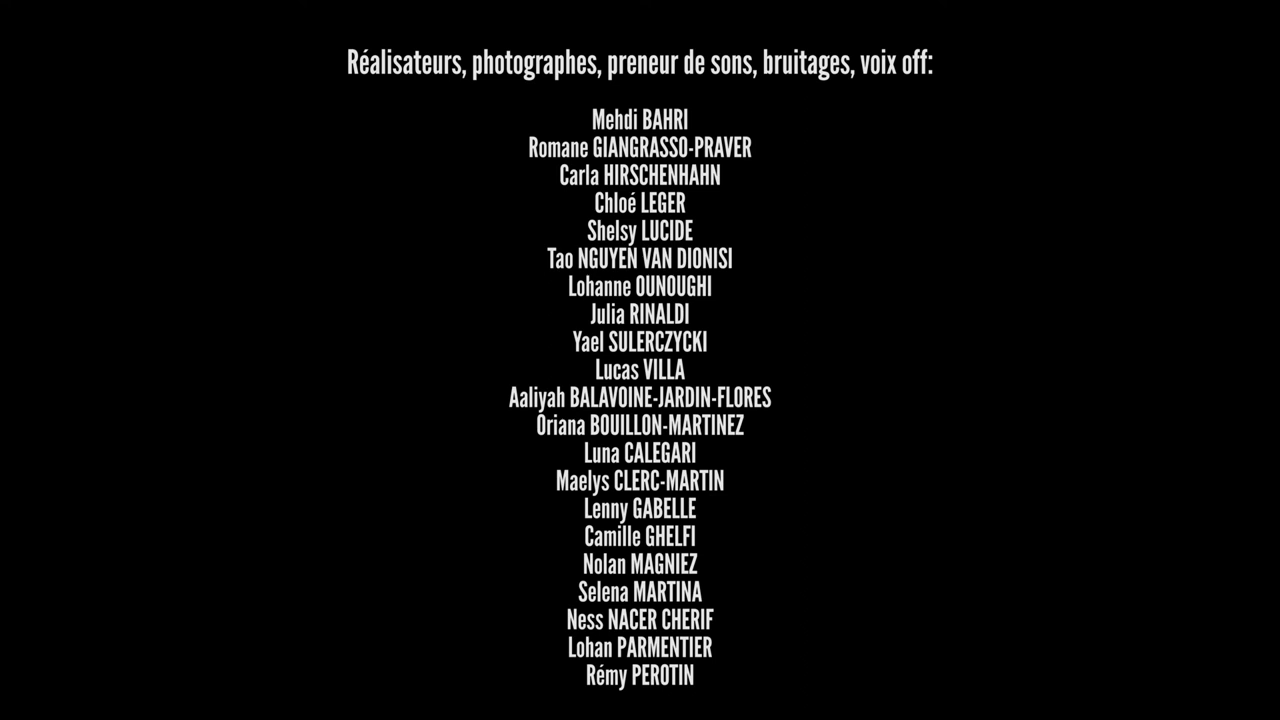 Réalisateurs, photographes, preneur de sons, bruitages, voix off:
Mehdi BAHRI
Romane GIANGRASSO-PRAVER
Carla HIRSCHENHAHN
Chloé LEGER
Shelsy LUCIDE
Tao NGUYEN VAN DIONISI
Lohanne OUNOUGHI
Julia RINALDI
Yael SULERCZYCKI
Lucas VILLA
Aaliyah BALAVOINE-JARDIN-FLORES
Oriana BOUILLON-MARTINEZ
Luna CALEGARI
Maelys CLERC-MARTIN
Lenny GABELLE
Camille GHELFI
Nolan MAGNIEZ
Selena MARTINA
Ness NACER CHERIF
Lohan PARMENTIER
Rémy PEROTIN